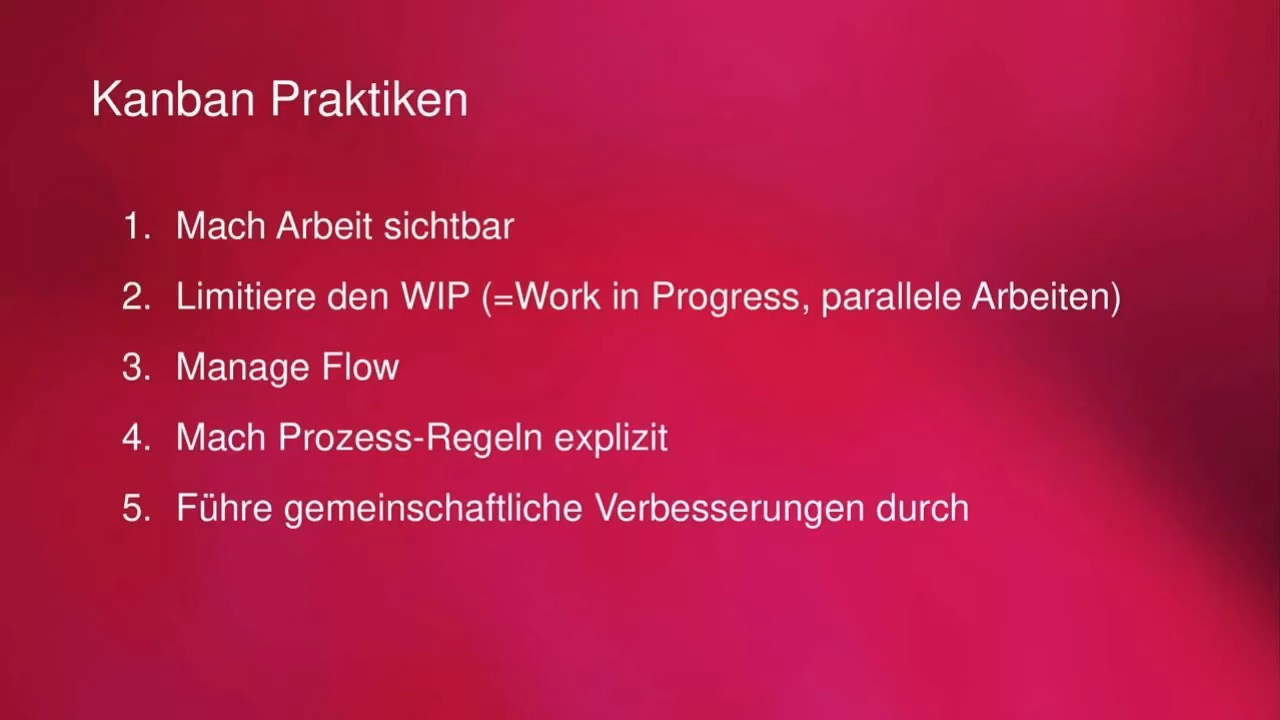 Kanban Praktiken
1. Mach Arbeit sichtbar
2. Limitiere den WIP (=Work in Progress, parallele Arbeiten)
3. Manage Flow
4. Mach Prozess-Regeln explizit
5. Führe gemeinschaftliche Verbesserungen durch